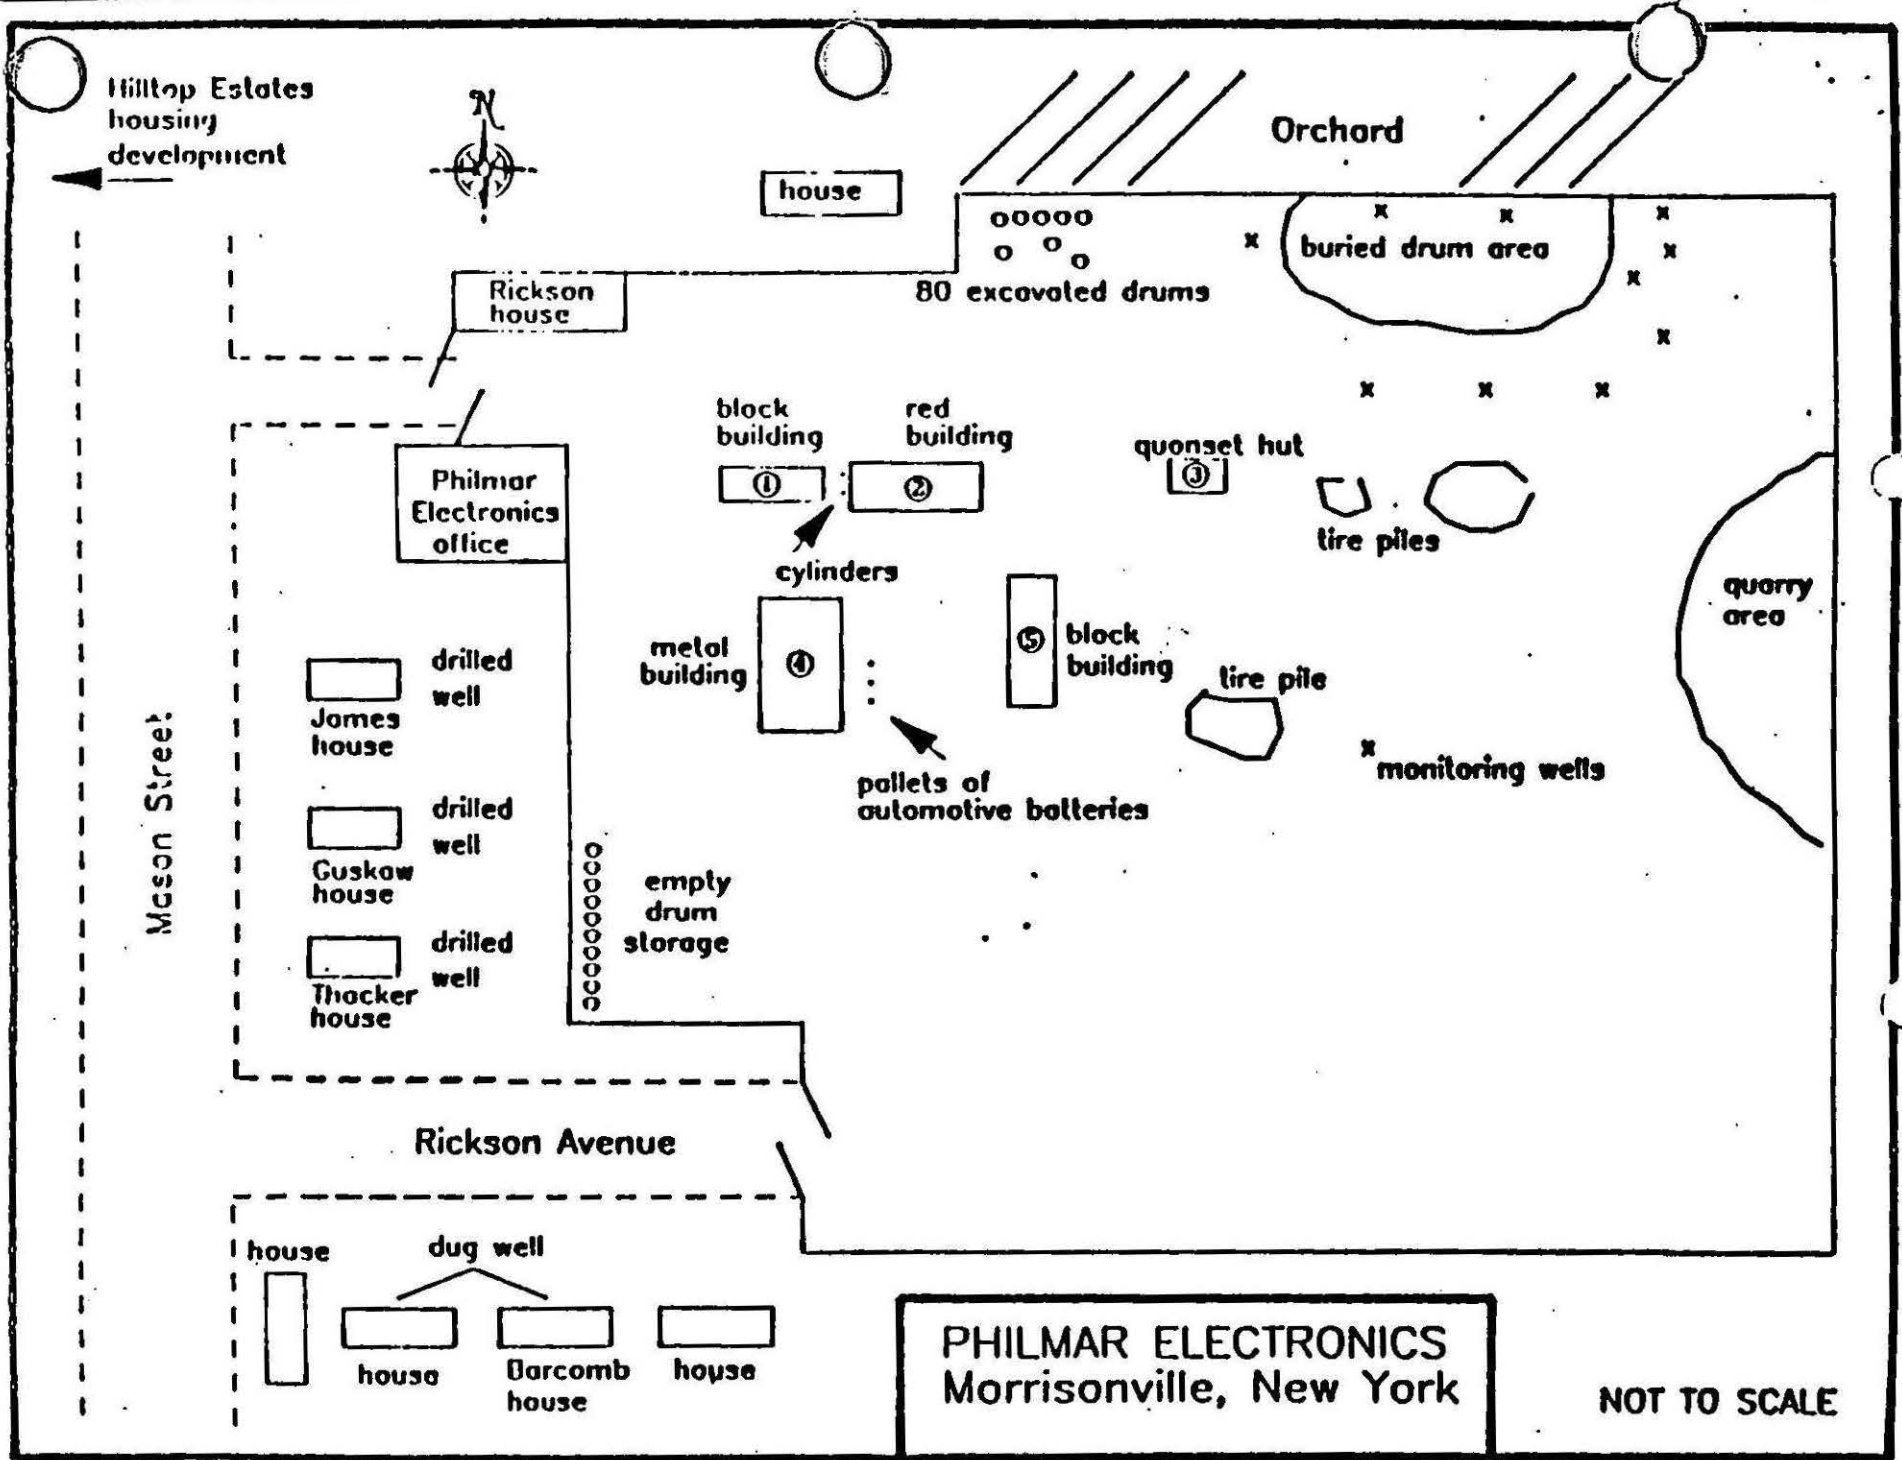 Hilltop Estates
housing
development
N
house
Orchard
Rickson
house
80 excavated drums
buried drum area
x
x
x
x
x
x
x
x
x
x
Philmar
Electronics
office
block
building
1
red
building
2
cylinders
quonset hut
3
tire piles
quarry
area
metal
building
4
5
block
building
tire pile
pallets of
automotive batteries
x
monitoring wells
drilled
well
James
house
drilled
well
Guskaw
house
drilled
well
Thacker
house
Mason Street
empty
drum
storage
Rickson Avenue
house
dug well
house
Barcomb
house
house
PHILMAR ELECTRONICS
Morrisonville, New York
NOT TO SCALE